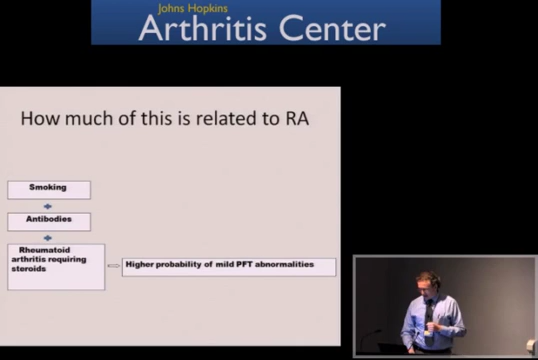 Johns Hopkins
Arthritis Center
How much of this is related to RA
Smoking
Antibodies
Rheumatoid
arthritis requiring
steroids
Higher probability of mild PFT abnormalities